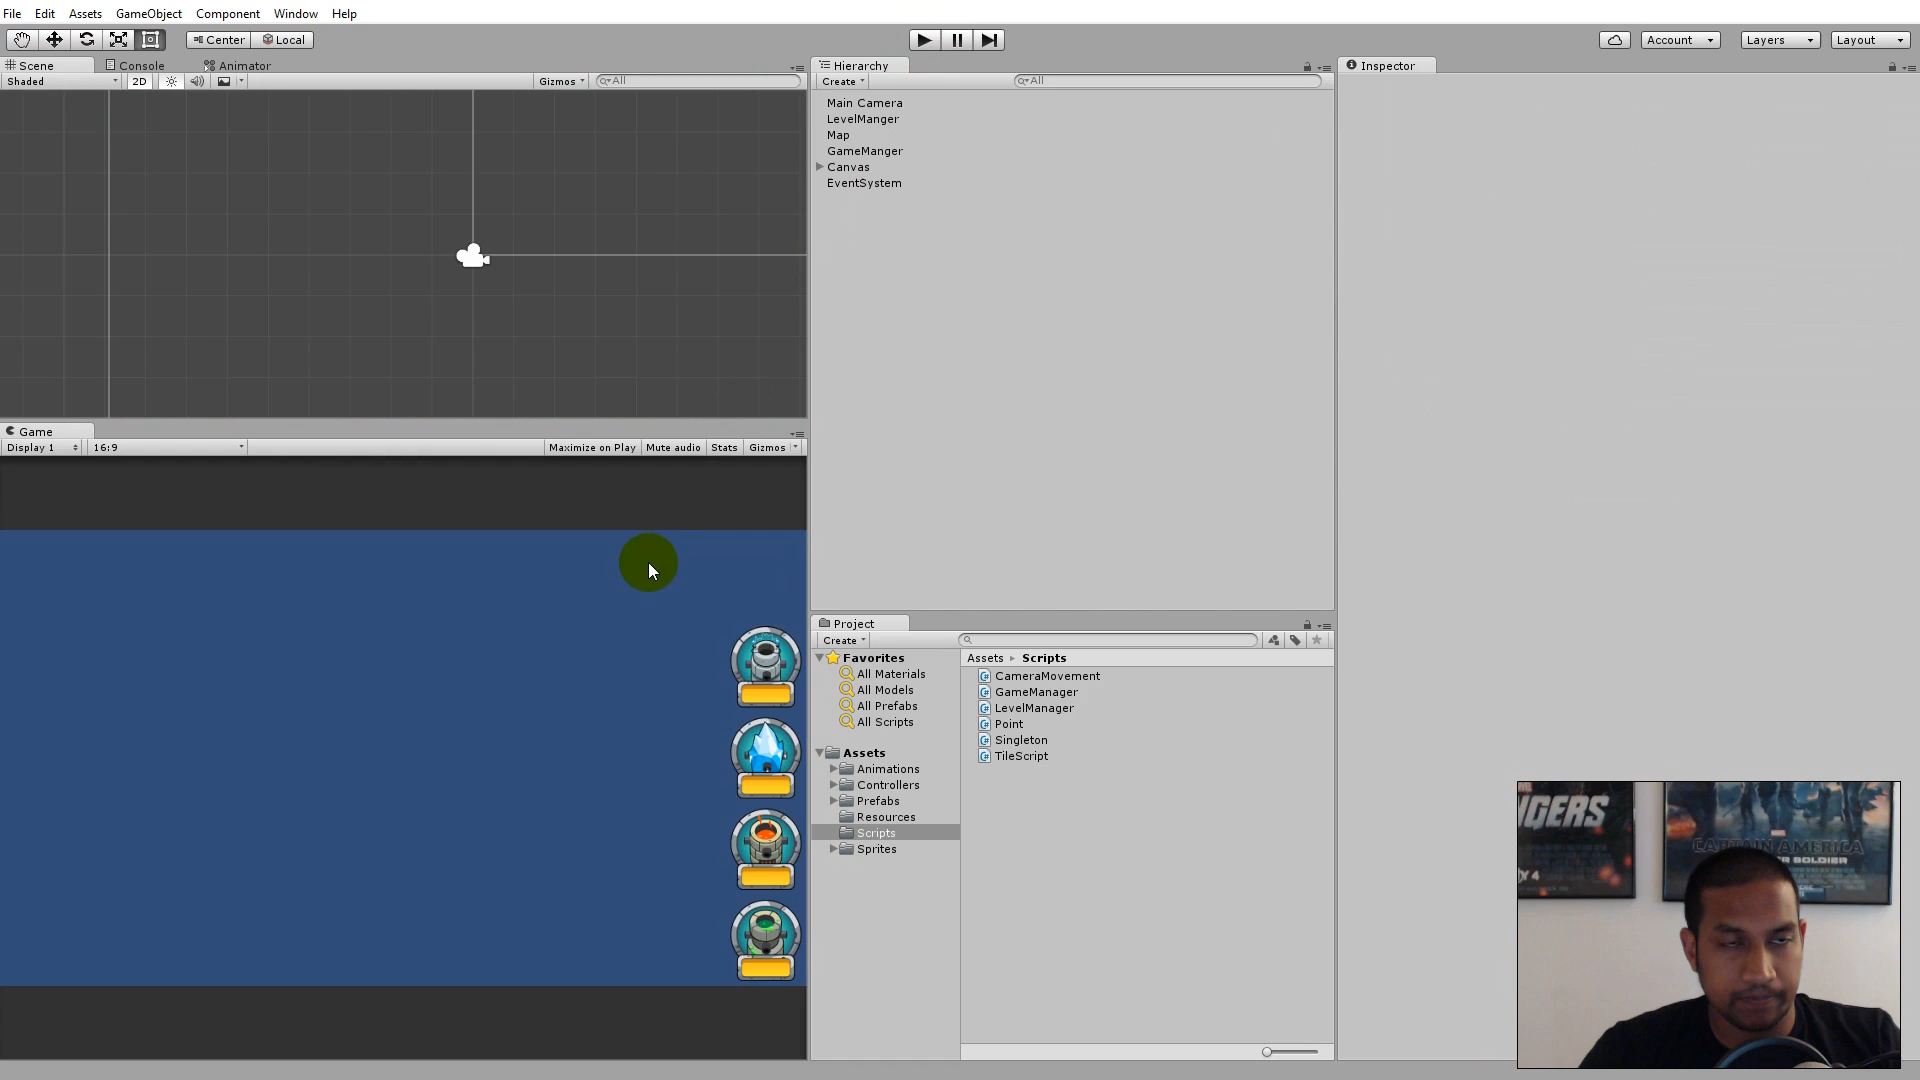 File Edit Assets GameObject Component Window Help
Center Local
Account Layers Layout
Scene Console Animator
Shaded 2D Gizmos All
Hierarchy
Create All
Main Camera
LevelManger
Map
GameManger
Canvas
EventSystem
Inspector
Game
Display 1 16:9 Maximize on Play Mute audio Stats Gizmos
Project
Create
Favorites
All Materials
All Models
All Prefabs
All Scripts
Assets
Animations
Controllers
Prefabs
Resources
Scripts
Sprites
Assets Scripts
CameraMovement
GameManager
LevelManager
Point
Singleton
TileScript
NGERS
CAPTAIN AMERICA
SOLDIER